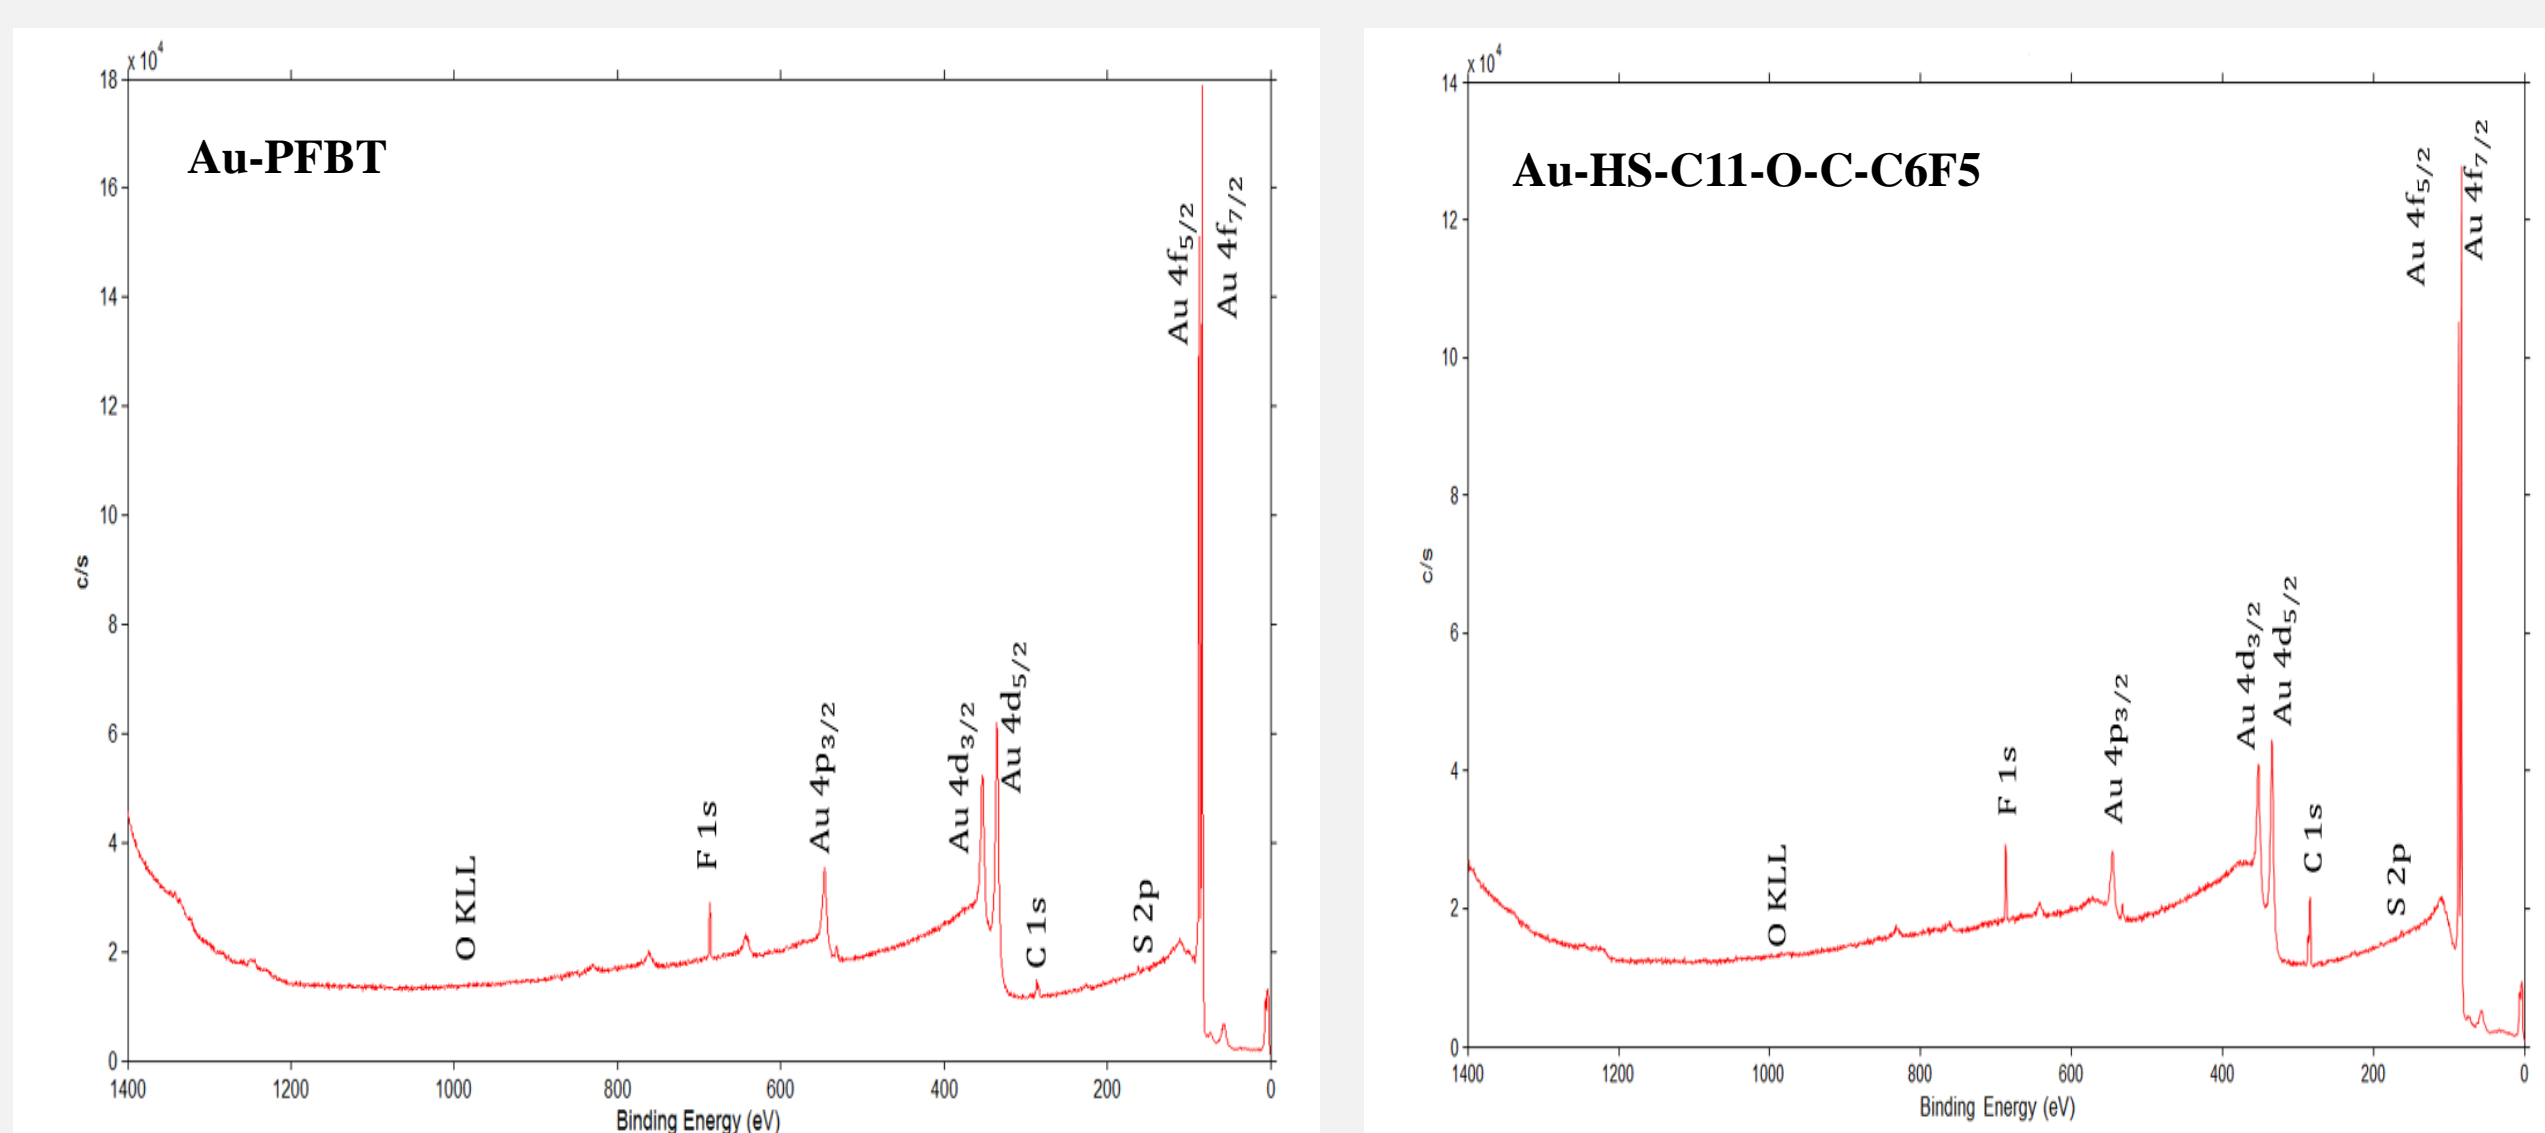 x 10⁴
18
16
14
12
10
8
6
4
2
0
c/s
Au-PFBT
O KLL
F 1s
Au 4p₃/₂
Au 4d₃/₂
Au 4d₅/₂
C 1s
S 2p
Au 4f₅/₂
Au 4f₇/₂
1400 1200 1000 800 600 400 200 0
Binding Energy (eV)
x 10⁴
14
12
10
8
6
4
2
0
c/s
Au-HS-C11-O-C-C6F5
O KLL
F 1s
Au 4p₃/₂
Au 4d₃/₂
Au 4d₅/₂
C 1s
S 2p
Au 4f₅/₂
Au 4f₇/₂
1400 1200 1000 800 600 400 200 0
Binding Energy (eV)